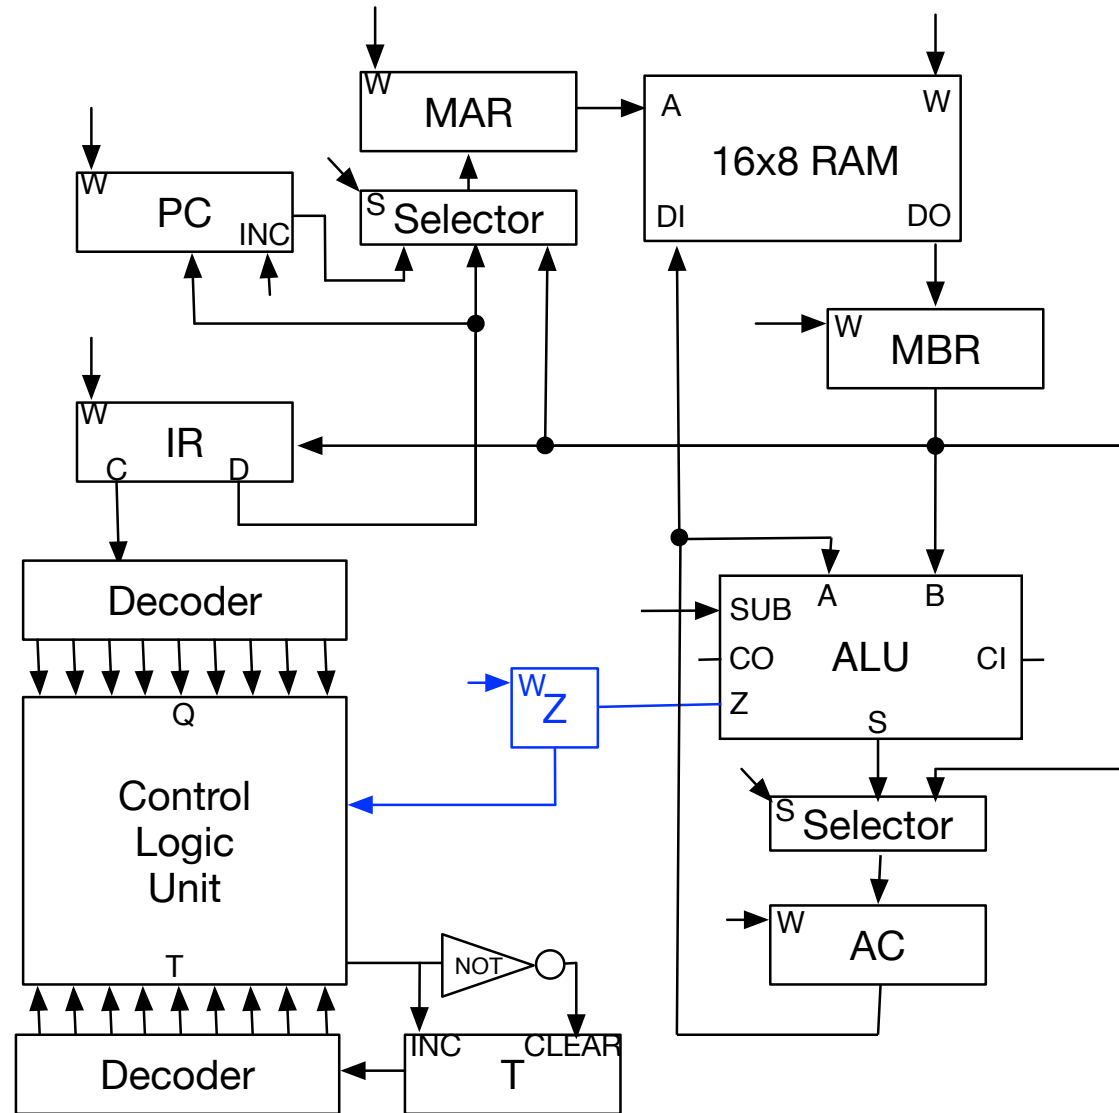 W
MAR
A
W
16x8 RAM
DI
DO
W
PC
INC
S
Selector
W
MBR
W
IR
C
D
Decoder
A
B
SUB
CO
ALU
CI
Z
S
W
Z
Q
Control
Logic
Unit
T
S
Selector
W
AC
NOT
INC
CLEAR
T
Decoder